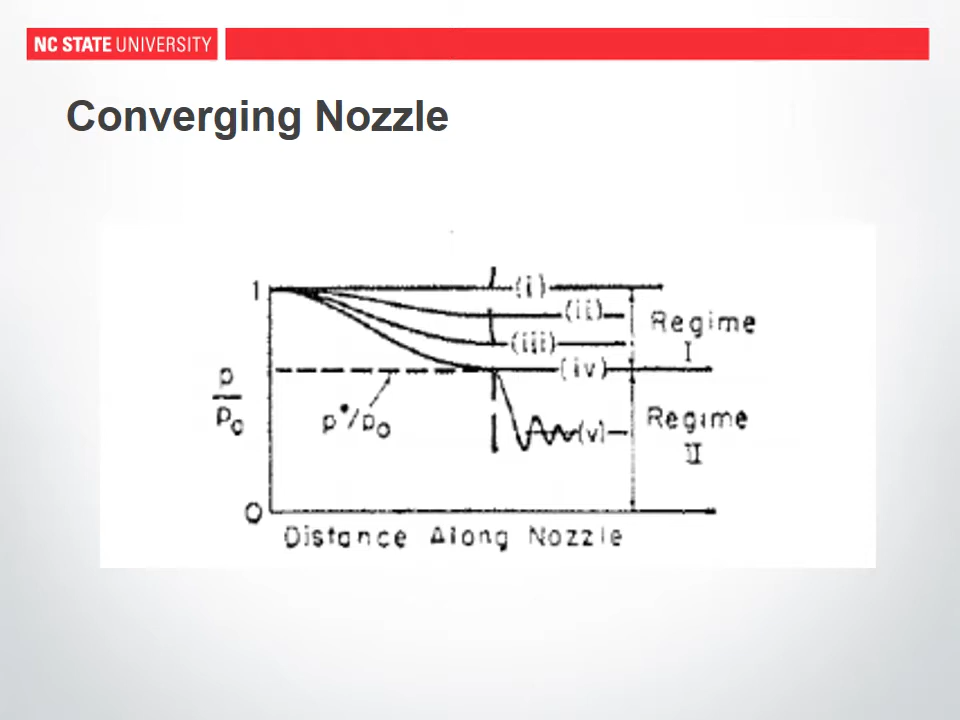 NC STATE UNIVERSITY
Converging Nozzle
1
(i)
(ii)
(iii)
(iv)
(v)
Regime
I
p
p₀
p*/p₀
Regime
II
0
Distance Along Nozzle